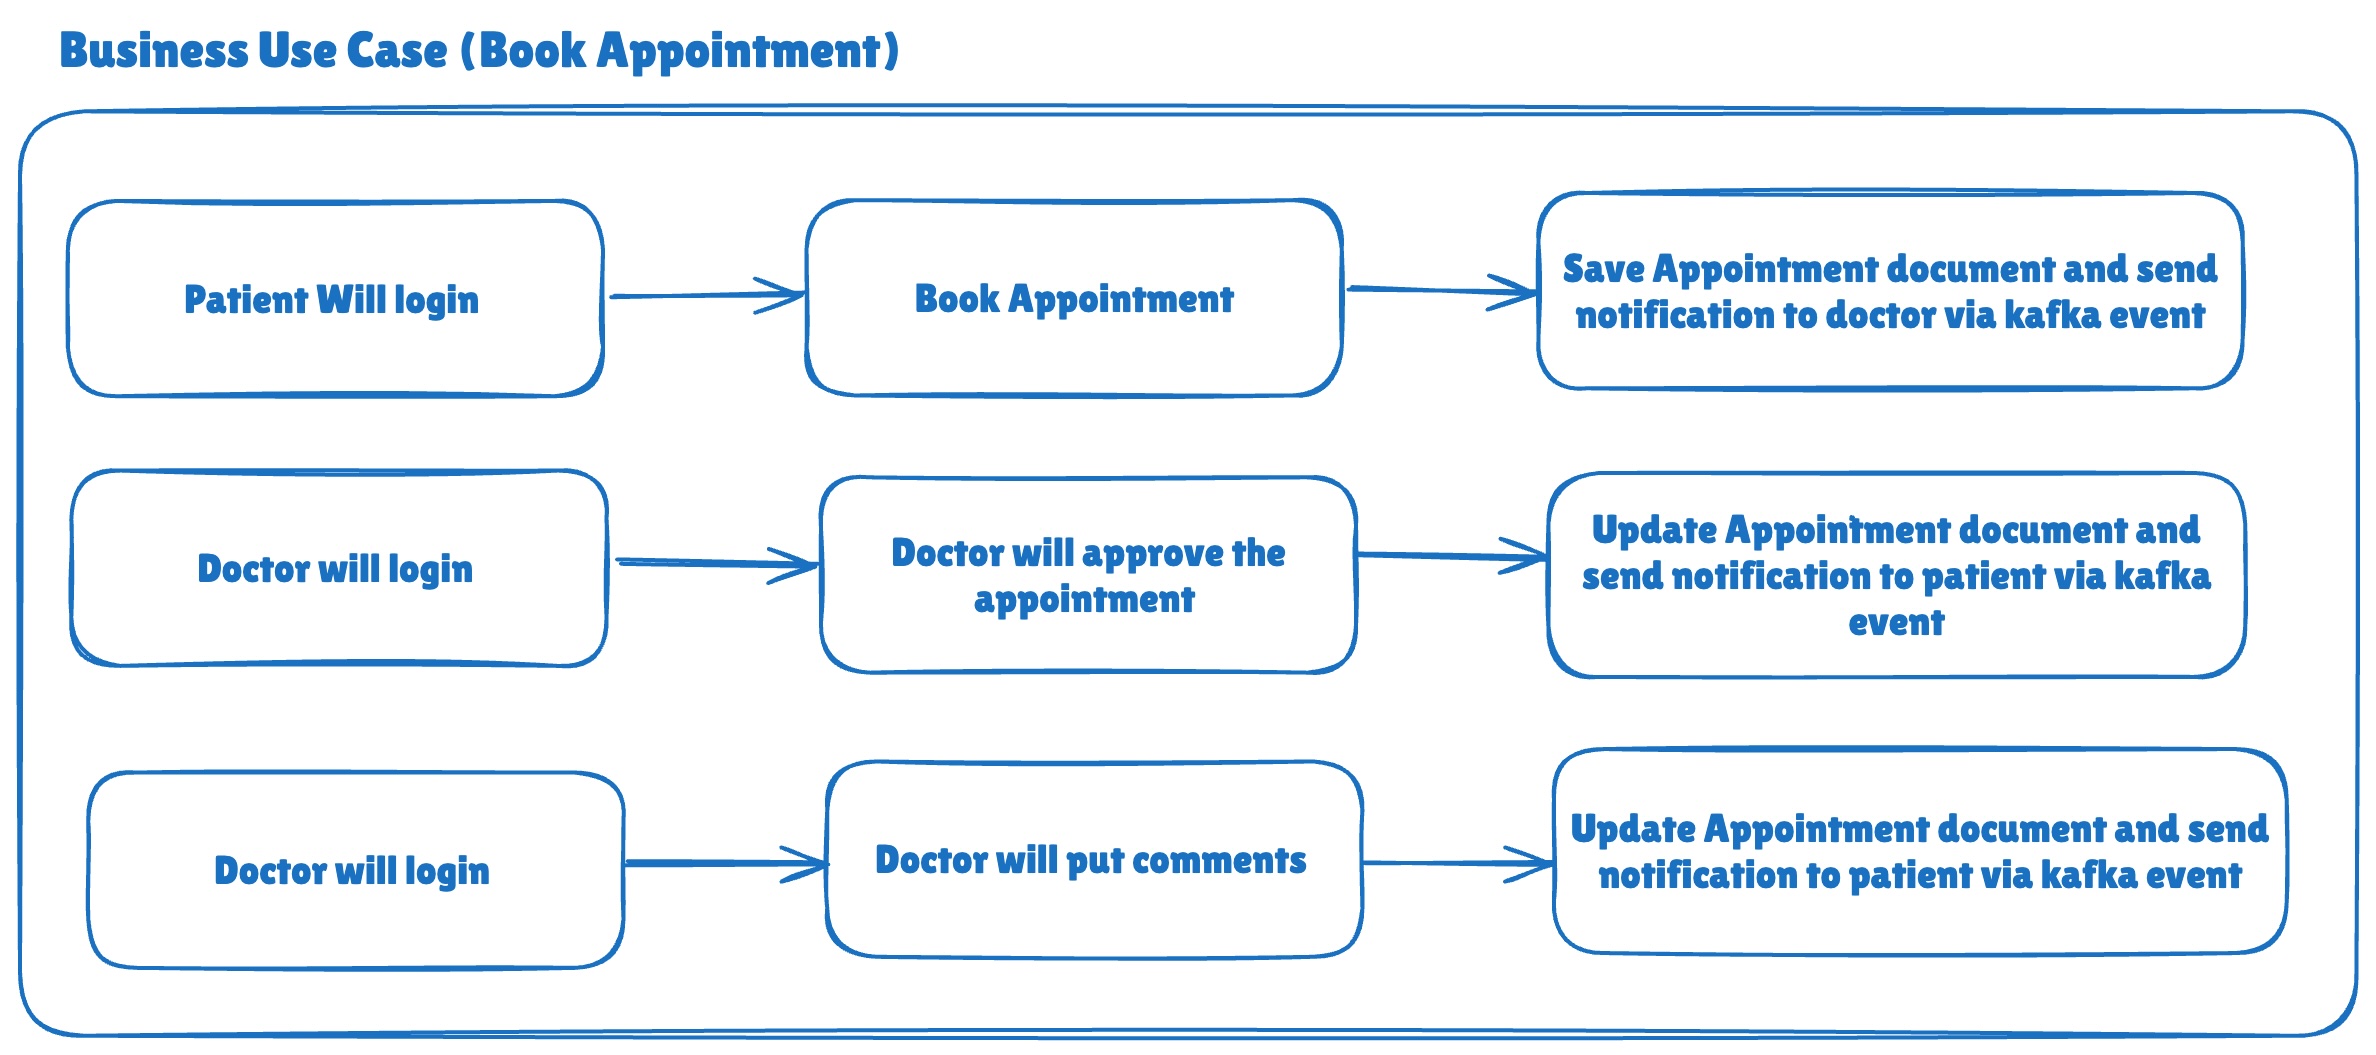 Business Use Case (Book Appointment)
Patient Will login
Book Appointment
Save Appointment document and send
notification to doctor via kafka event
Doctor will login
Doctor will approve the
appointment
Update Appointment document and
send notification to patient via kafka
event
Doctor will login
Doctor will put comments
Update Appointment document and send
notification to patient via kafka event